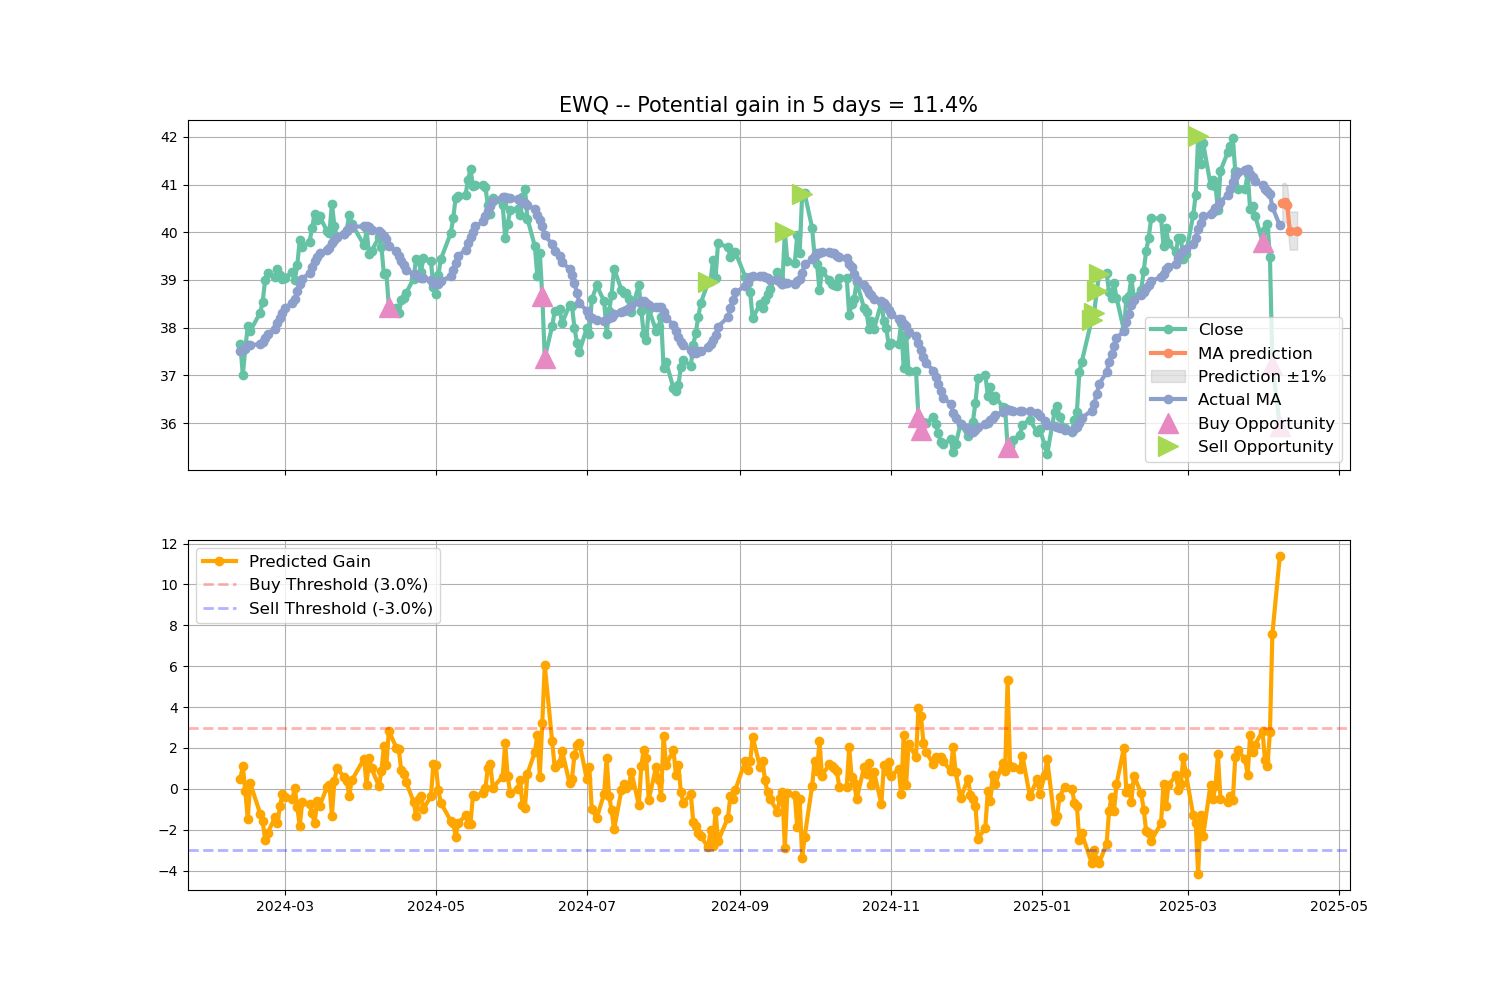 EWQ -- Potential gain in 5 days = 11.4%
42
41
40
39
38
37
36
Close
MA prediction
Prediction ±1%
Actual MA
Buy Opportunity
Sell Opportunity
12
10
8
6
4
2
0
−2
−4
Predicted Gain
Buy Threshold (3.0%)
Sell Threshold (-3.0%)
2024-03 2024-05 2024-07 2024-09 2024-11 2025-01 2025-03 2025-05